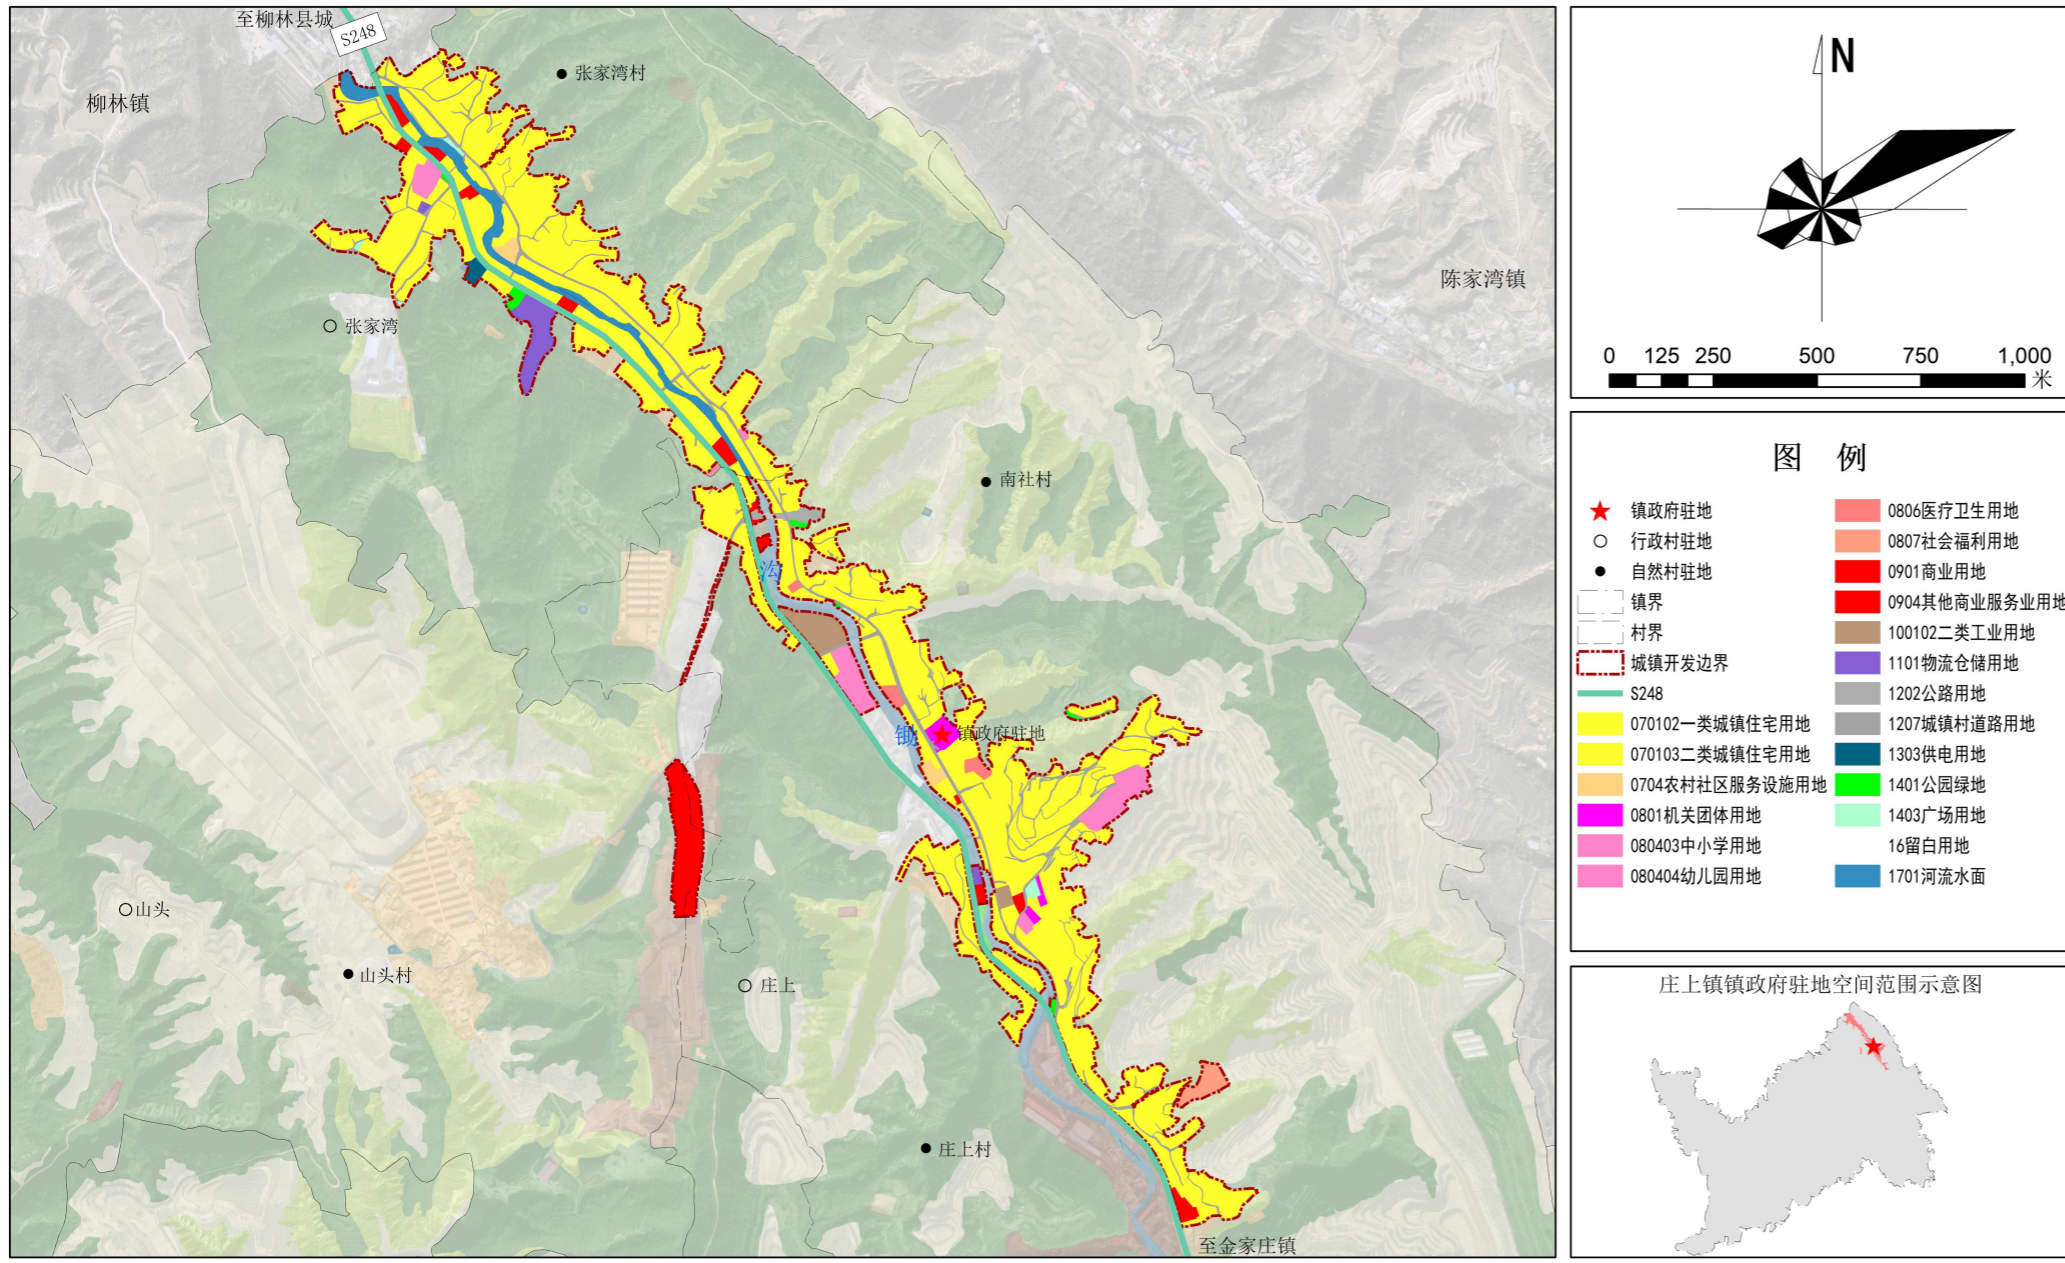 至柳林县城
S248
张家湾村
柳林镇
陈家湾镇
张家湾
南社村
沟
锄
镇政府驻地
山头
山头村
庄上
庄上村
至金家庄镇
N
0 125 250 500 750 1,000
米
图 例
镇政府驻地
行政村驻地
自然村驻地
镇界
村界
城镇开发边界
S248
070102一类城镇住宅用地
070103二类城镇住宅用地
0704农村社区服务设施用地
0801机关团体用地
080403中小学用地
080404幼儿园用地
0806医疗卫生用地
0807社会福利用地
0901商业用地
0904其他商业服务业用地
100102二类工业用地
1101物流仓储用地
1202公路用地
1207城镇村道路用地
1303供电用地
1401公园绿地
1403广场用地
16留白用地
1701河流水面
庄上镇镇政府驻地空间范围示意图